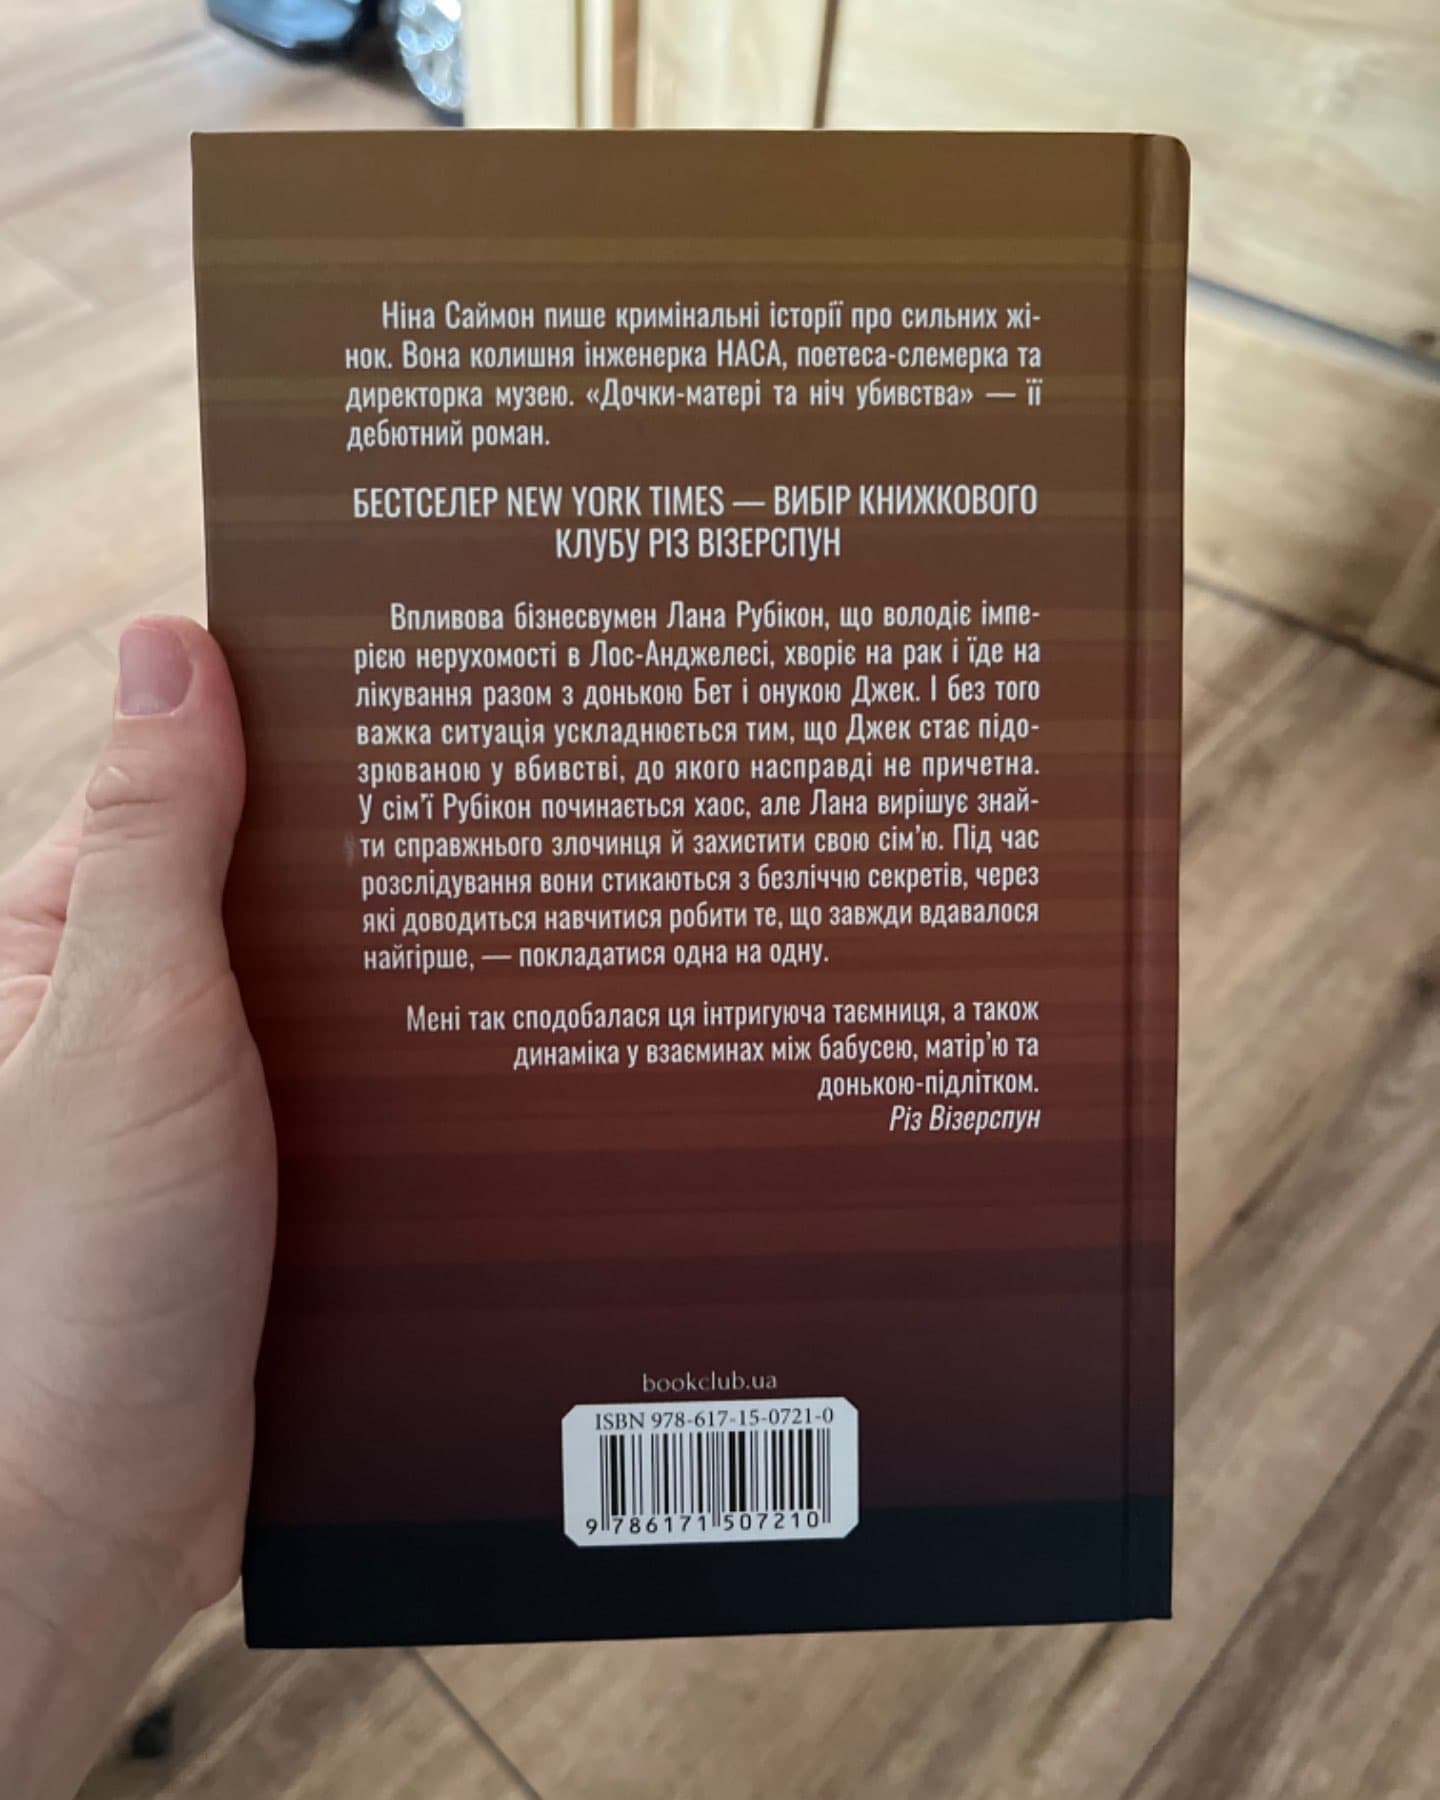 Ніна Саймон пише кримінальні історії про сильних жі-
нок. Вона колишня інженерка НАСА, поетеса-слемерка та
директорка музею. «Дочки-матері та ніч убивства» — її
дебютний роман.
БЕСТСЕЛЕР NEW YORK TIMES — ВИБІР КНИЖКОВОГО
КЛУБУ РІЗ ВІЗЕРСПУН
Впливова бізнесвумен Лана Рубікон, що володіє імпе-
рією нерухомості в Лос-Анджелесі, хворіє на рак і їде на
лікування разом з донькою Бет і онукою Джек. І без того
важка ситуація ускладнюється тим, що Джек стає підо-
зрюваною у вбивстві, до якого насправді не причетна.
У сім’ї Рубікон починається хаос, але Лана вирішує знай-
ти справжнього злочинця й захистити свою сім’ю. Під час
розслідування вони стикаються з безліччю секретів, через
які доводиться навчитися робити те, що завжди вдавалося
найгірше, — покладатися одна на одну.
Мені так сподобалася ця інтригуюча таємниця, а також
динаміка у взаєминах між бабусею, матір’ю та
донькою-підлітком.
Різ Візерспун
bookclub.ua
ISBN 978-617-15-0721-0
9 786171 507210